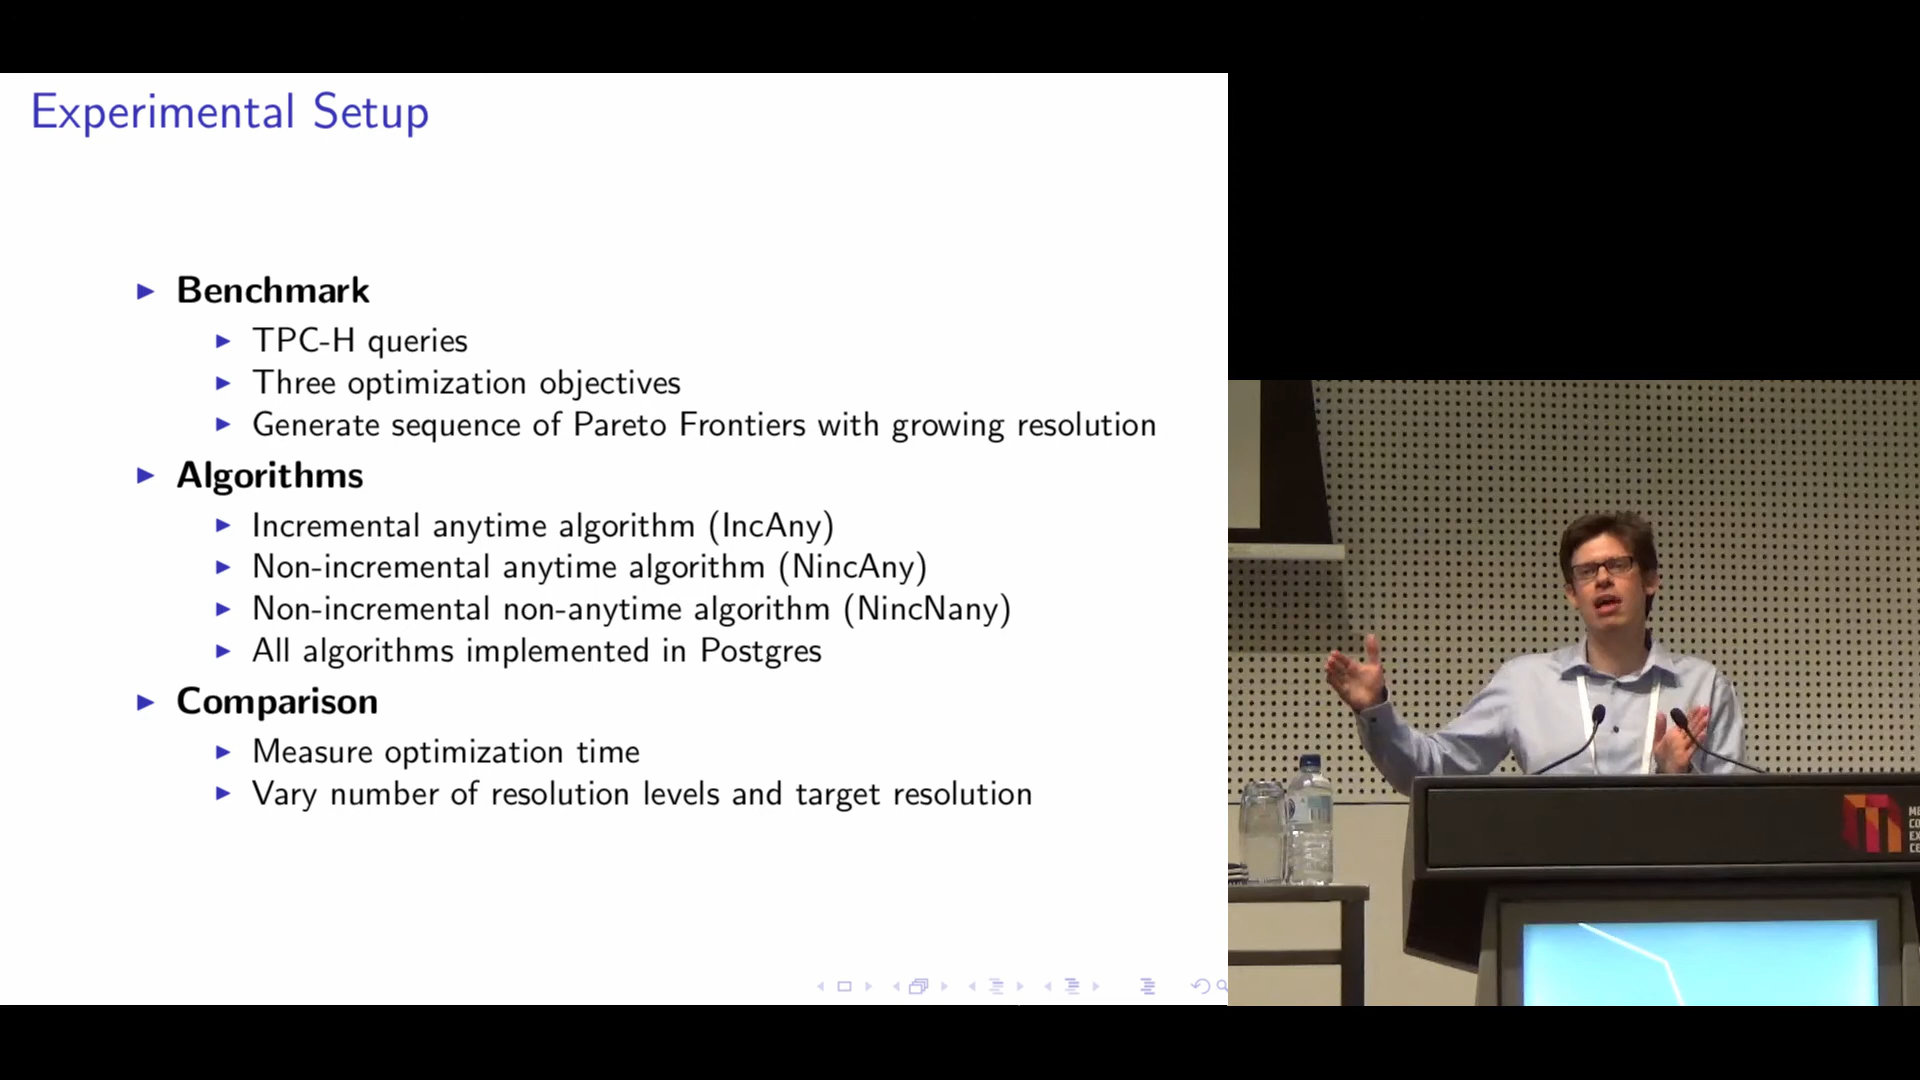 Experimental Setup
Benchmark
TPC-H queries
Three optimization objectives
Generate sequence of Pareto Frontiers with growing resolution
Algorithms
Incremental anytime algorithm (IncAny)
Non-incremental anytime algorithm (NincAny)
Non-incremental non-anytime algorithm (NincNany)
All algorithms implemented in Postgres
Comparison
Measure optimization time
Vary number of resolution levels and target resolution